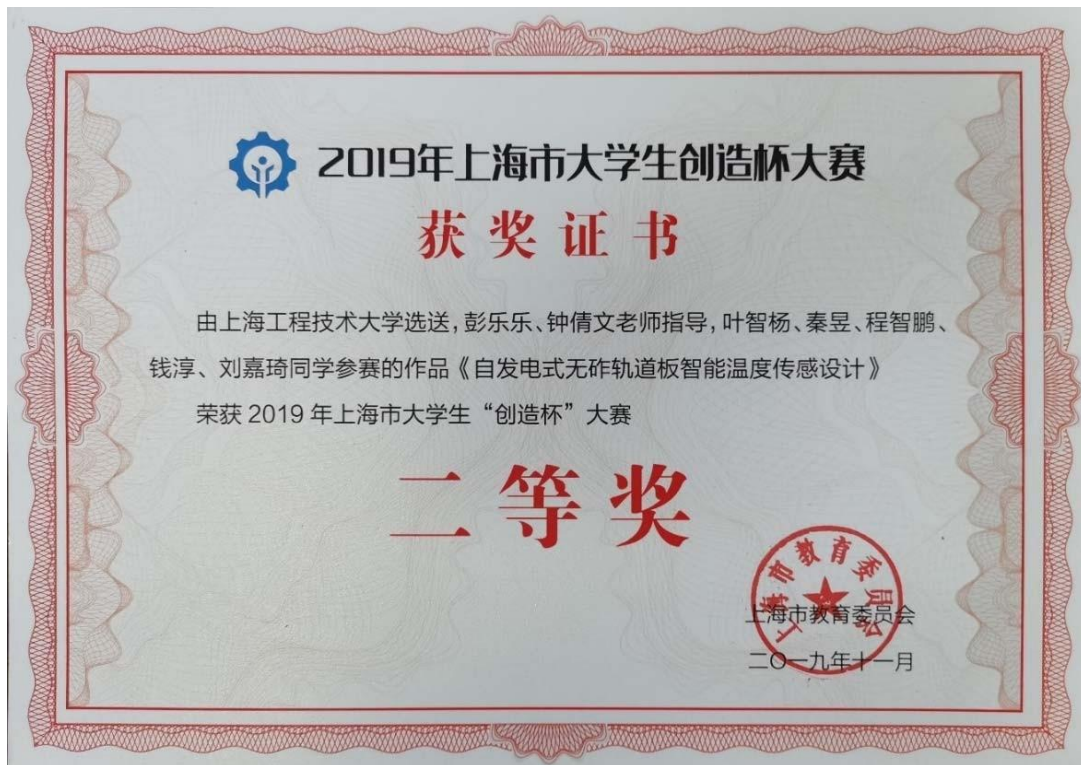 2019年上海市大学生创造杯大赛
获奖证书
由上海工程技术大学选送,彭乐乐、钟倩文老师指导,叶智杨、秦昱、程智鹏、
钱淳、刘嘉琦同学参赛的作品《自发电式无砟轨道板智能温度传感设计》
荣获 2019 年上海市大学生“创造杯”大赛
二等奖
上海市教育委员会
上海市教育委员会
二〇一九年十一月